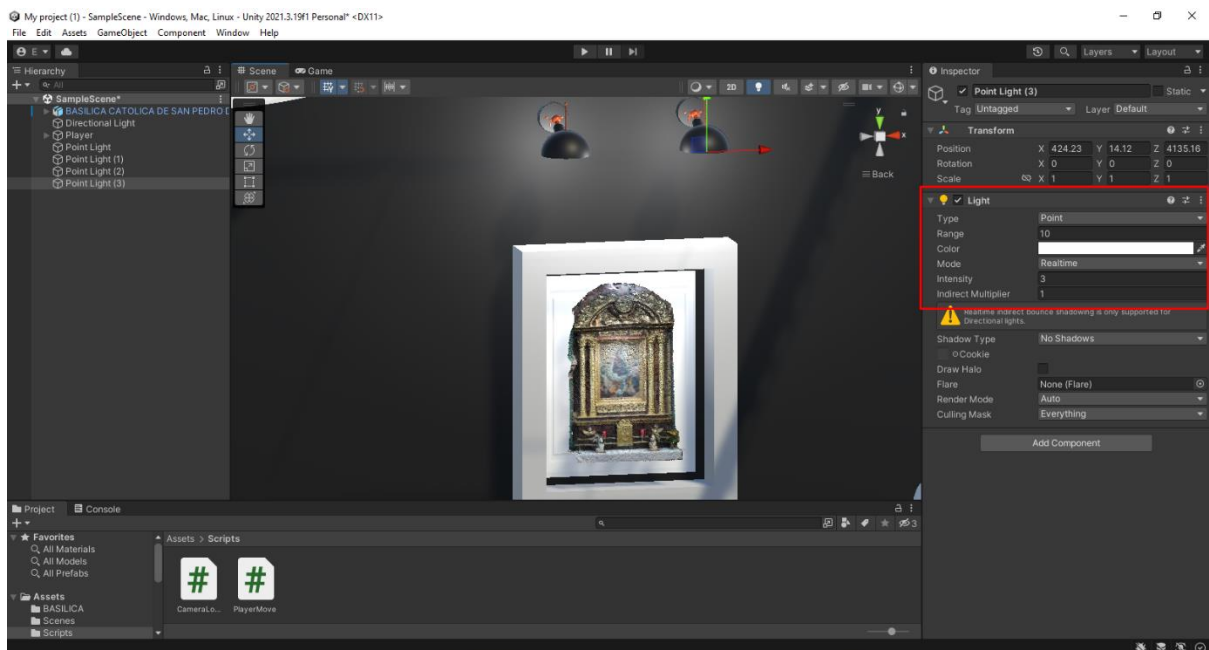 My project (1) - SampleScene - Windows, Mac, Linux - Unity 2021.3.19f1 Personal* <DX11>
File Edit Assets GameObject Component Window Help
E
Layers
Layout
Hierarchy
All
SampleScene*
BASILICA CATOLICA DE SAN PEDRO D
Directional Light
Player
Point Light
Point Light (1)
Point Light (2)
Point Light (3)
Scene Game
2D
y
x
Back
Inspector
Point Light (3) Static
Tag Untagged Layer Default
Transform
Position X 424.23 Y 14.12 Z 4135.16
Rotation X 0 Y 0 Z 0
Scale X 1 Y 1 Z 1
Light
Type Point
Range 10
Color
Mode Realtime
Intensity 3
Indirect Multiplier 1
Realtime indirect bounce shadowing is only supported for
Directional lights.
Shadow Type No Shadows
Cookie
Draw Halo
Flare None (Flare)
Render Mode Auto
Culling Mask Everything
Add Component
Project Console
3
Favorites
All Materials
All Models
All Prefabs
Assets
BASILICA
Scenes
Scripts
Assets > Scripts
#
#
CameraLo... PlayerMove